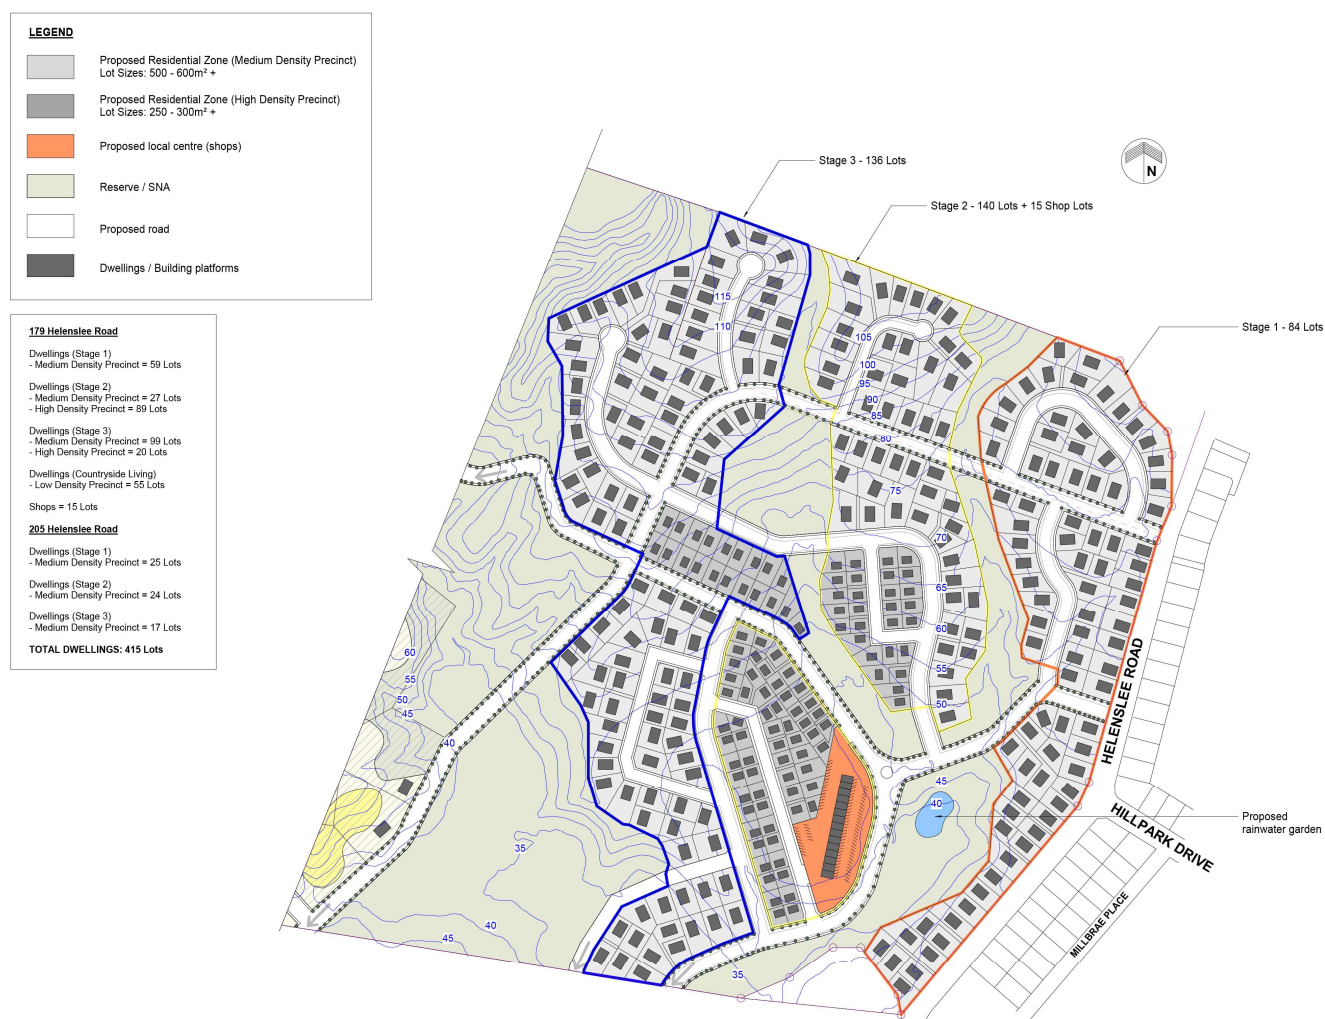 LEGEND
Proposed Residential Zone (Medium Density Precinct)
Lot Sizes: 500 - 600m² +
Proposed Residential Zone (High Density Precinct)
Lot Sizes: 250 - 300m² +
Proposed local centre (shops)
Reserve / SNA
Proposed road
Dwellings / Building platforms
179 Helenslee Road
Dwellings (Stage 1)
- Medium Density Precinct = 59 Lots
Dwellings (Stage 2)
- Medium Density Precinct = 27 Lots
- High Density Precinct = 89 Lots
Dwellings (Stage 3)
- Medium Density Precinct = 99 Lots
- High Density Precinct = 20 Lots
Dwellings (Countryside Living)
- Low Density Precinct = 55 Lots
Shops = 15 Lots
205 Helenslee Road
Dwellings (Stage 1)
- Medium Density Precinct = 25 Lots
Dwellings (Stage 2)
- Medium Density Precinct = 24 Lots
Dwellings (Stage 3)
- Medium Density Precinct = 17 Lots
TOTAL DWELLINGS: 415 Lots
Stage 3 - 136 Lots
Stage 2 - 140 Lots + 15 Shop Lots
Stage 1 - 84 Lots
N
115
110
105
100
95
90
85
80
75
70
65
60
55
50
45
40
60
55
50
45
40
35
40
45
35
HELENSLEE ROAD
HILLPARK DRIVE
MILLBRAE PLACE
Proposed
rainwater garden